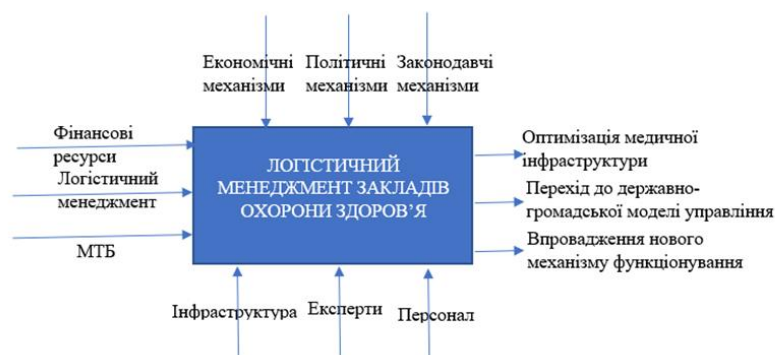 Економічні Політичні Законодавчі
механізми механізми механізми
Фінансові
ресурси
Логістичний
менеджмент
МТБ
ЛОГІСТИЧНИЙ
МЕНЕДЖМЕНТ ЗАКЛАДІВ
ОХОРОНИ ЗДОРОВ’Я
Оптимізація медичної
інфраструктури
Перехід до державно-
громадської моделі управління
Впровадження нового
механізму функціонування
Інфраструктура Експерти Персонал